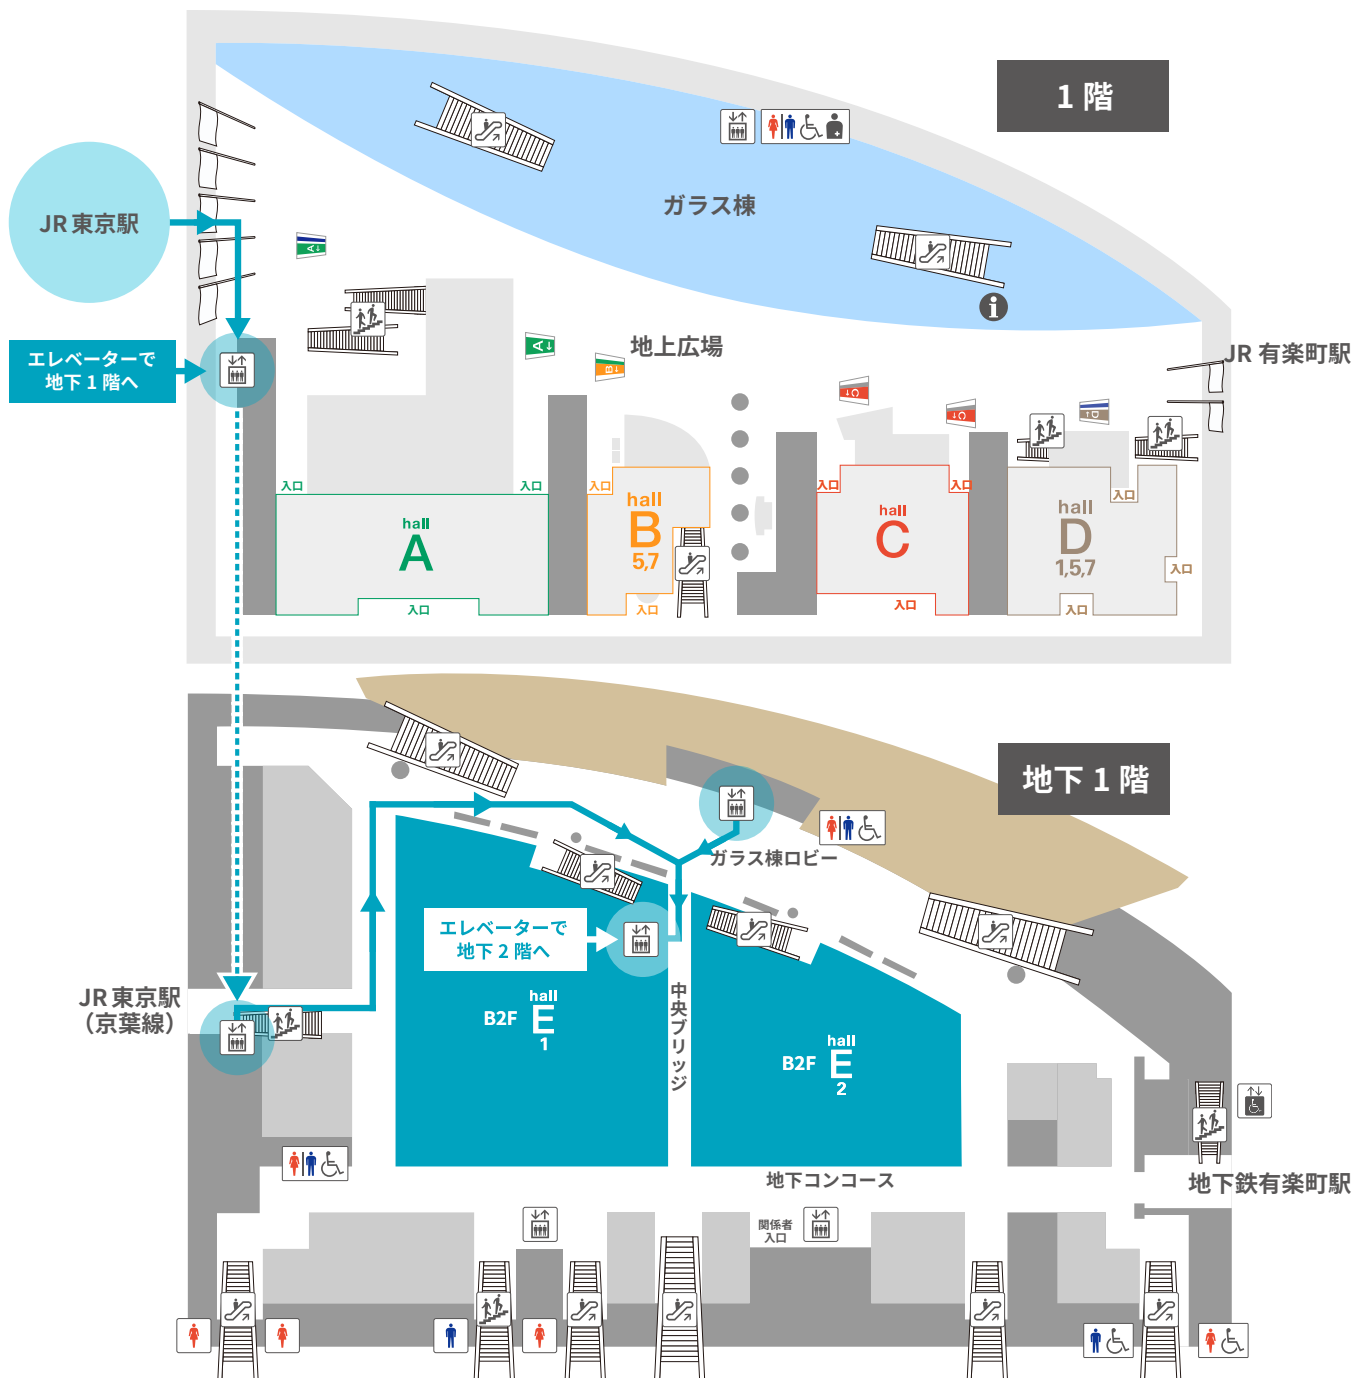 1 階
JR 東京駅
ガラス棟
A
i
エレベーターで
地下 1 階へ
A
B
地上広場
JR 有楽町駅
C
C
D
入口
入口
入口
入口
入口
入口
hall
A
hall
B
5,7
hall
C
hall
D
1,5,7
入口
入口
入口
入口
入口
地下 1 階
ガラス棟ロビー
エレベーターで
地下 2 階へ
JR 東京駅
（京葉線）
B2F
hall
E
1
中央ブリッジ
B2F
hall
E
2
地下コンコース
地下鉄有楽町駅
関係者
入口